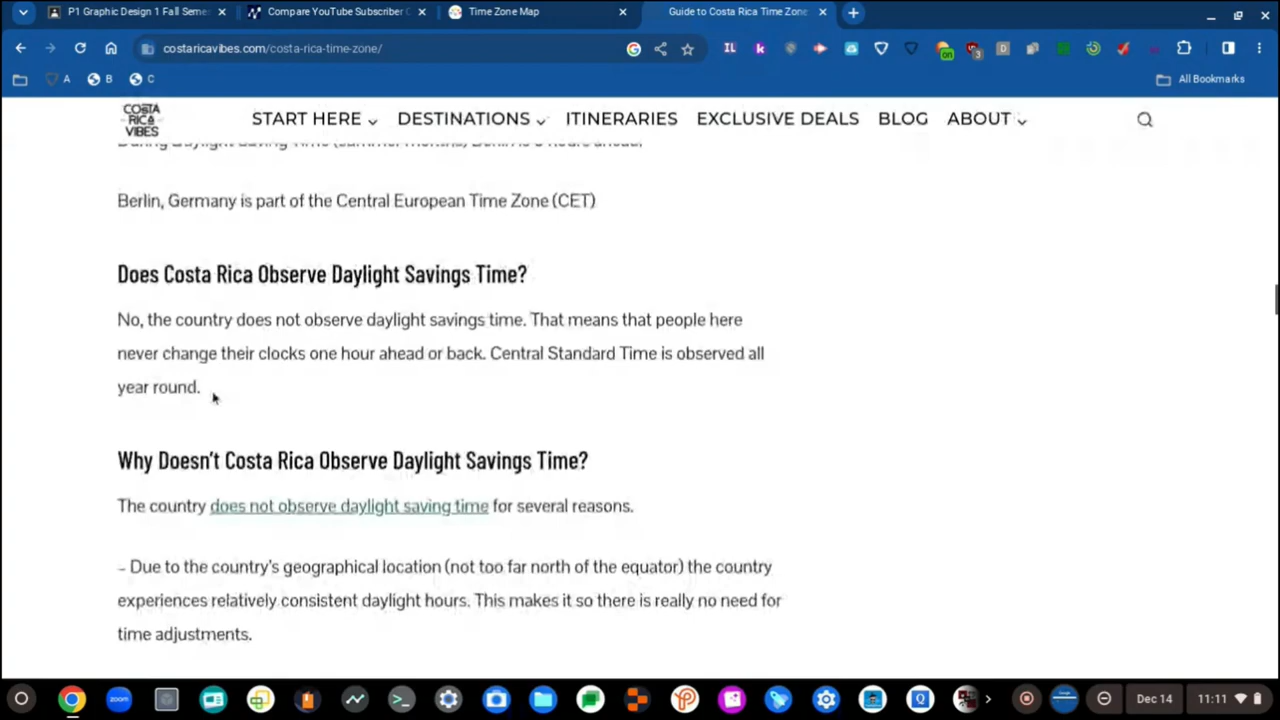 P1 Graphic Design 1 Fall Seme
Compare YouTube Subscriber C
Time Zone Map
Guide to Costa Rica Time Zone
costaricavibes.com/costa-rica-time-zone/
A
B
C
All Bookmarks
COSTA
RICA
VIBES
START HERE
DESTINATIONS
ITINERARIES
EXCLUSIVE DEALS
BLOG
ABOUT
Berlin, Germany is part of the Central European Time Zone (CET)
Does Costa Rica Observe Daylight Savings Time?
No, the country does not observe daylight savings time. That means that people here
never change their clocks one hour ahead or back. Central Standard Time is observed all
year round.
Why Doesn't Costa Rica Observe Daylight Savings Time?
The country does not observe daylight saving time for several reasons.
– Due to the country's geographical location (not too far north of the equator) the country
experiences relatively consistent daylight hours. This makes it so there is really no need for
time adjustments.
zoom
Dec 14
11:11